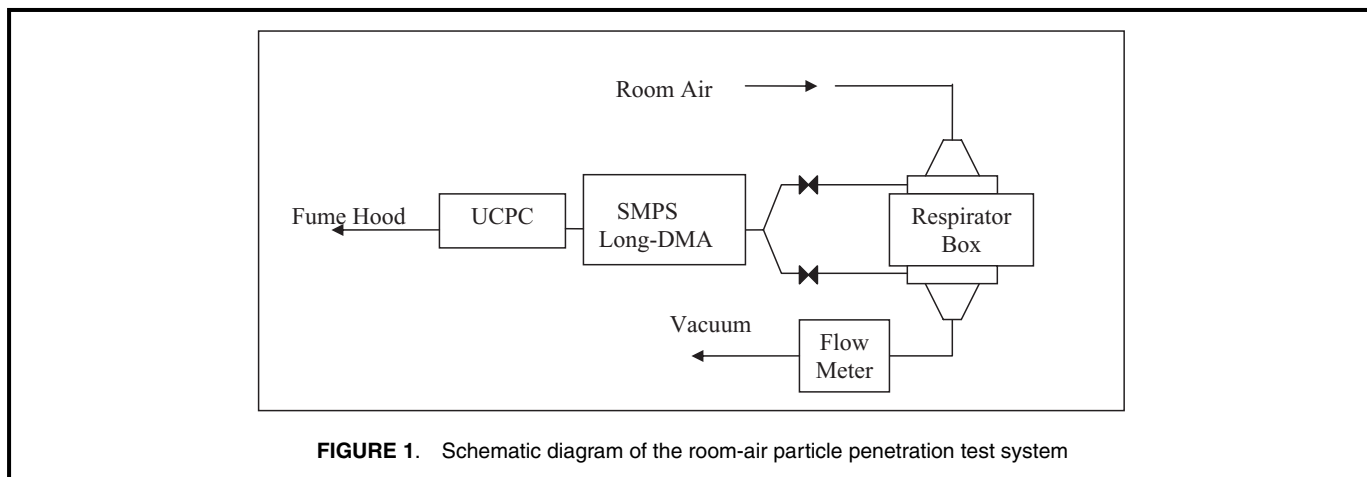 Room Air
Fume Hood
UCPC
SMPS
Long-DMA
Respirator
Box
Vacuum
Flow
Meter
FIGURE 1. Schematic diagram of the room-air particle penetration test system